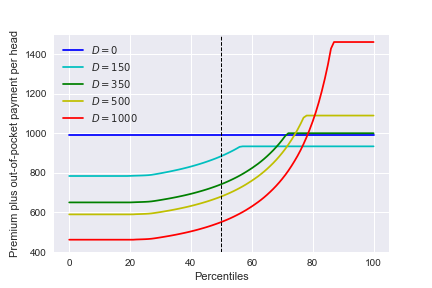 Premium plus out-of-pocket payment per head
1400
1200
1000
800
600
400
D = 0
D = 150
D = 350
D = 500
D = 1000
0 20 40 60 80 100
Percentiles